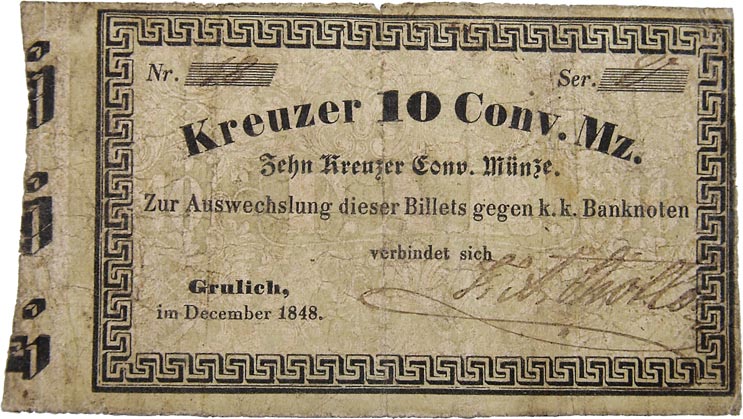 Nr. Ser.
Kreuzer 10 Conv. Mz.
Zehn Kreuzer Conv. Münze.
Zur Auswechslung dieser Billets gegen k. k. Banknoten
verbindet sich
Grulich,
im December 1848.